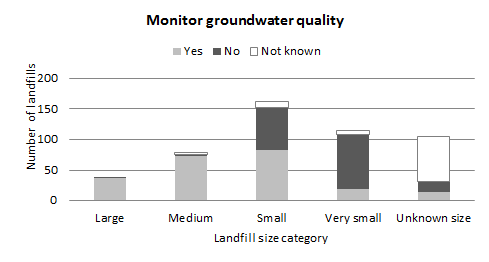 Monitor groundwater quality
Yes No Not known
Number of landfills
200
150
100
50
0
Large Medium Small Very small Unknown size
Landfill size category